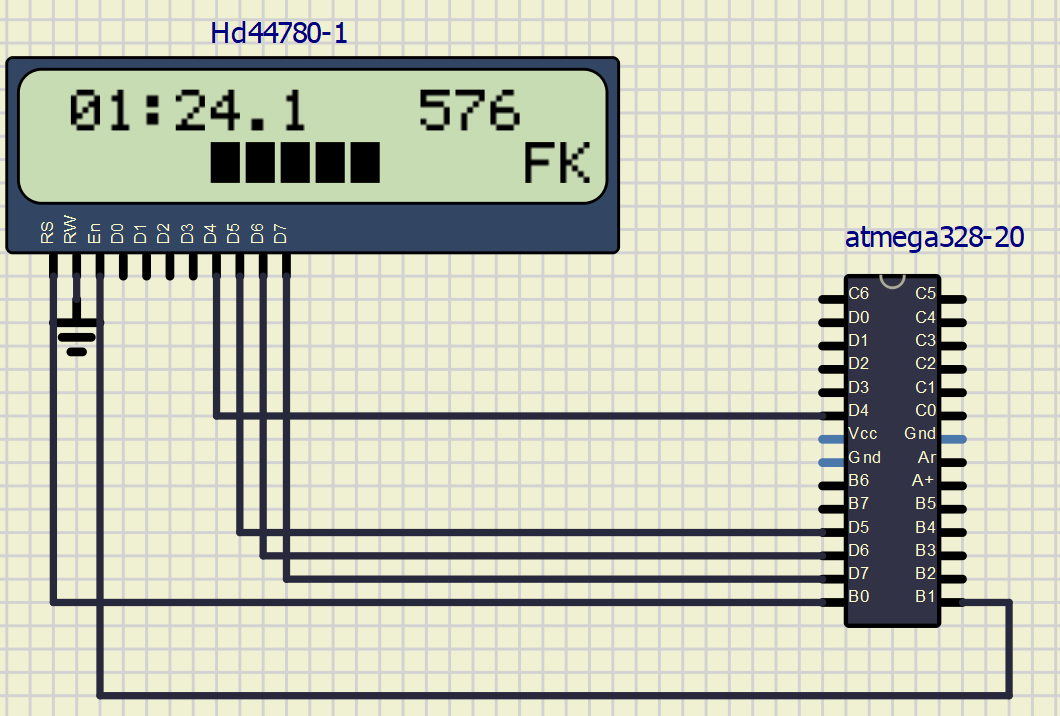 Hd44780-1
01:24.1 576
█████ FK
RS RW En D0 D1 D2 D3 D4 D5 D6 D7
atmega328-20
C6 C5
D0 C4
D1 C3
D2 C2
D3 C1
D4 C0
Vcc Gnd
Gnd Ar
B6 A+
B7 B5
D5 B4
D6 B3
D7 B2
B0 B1